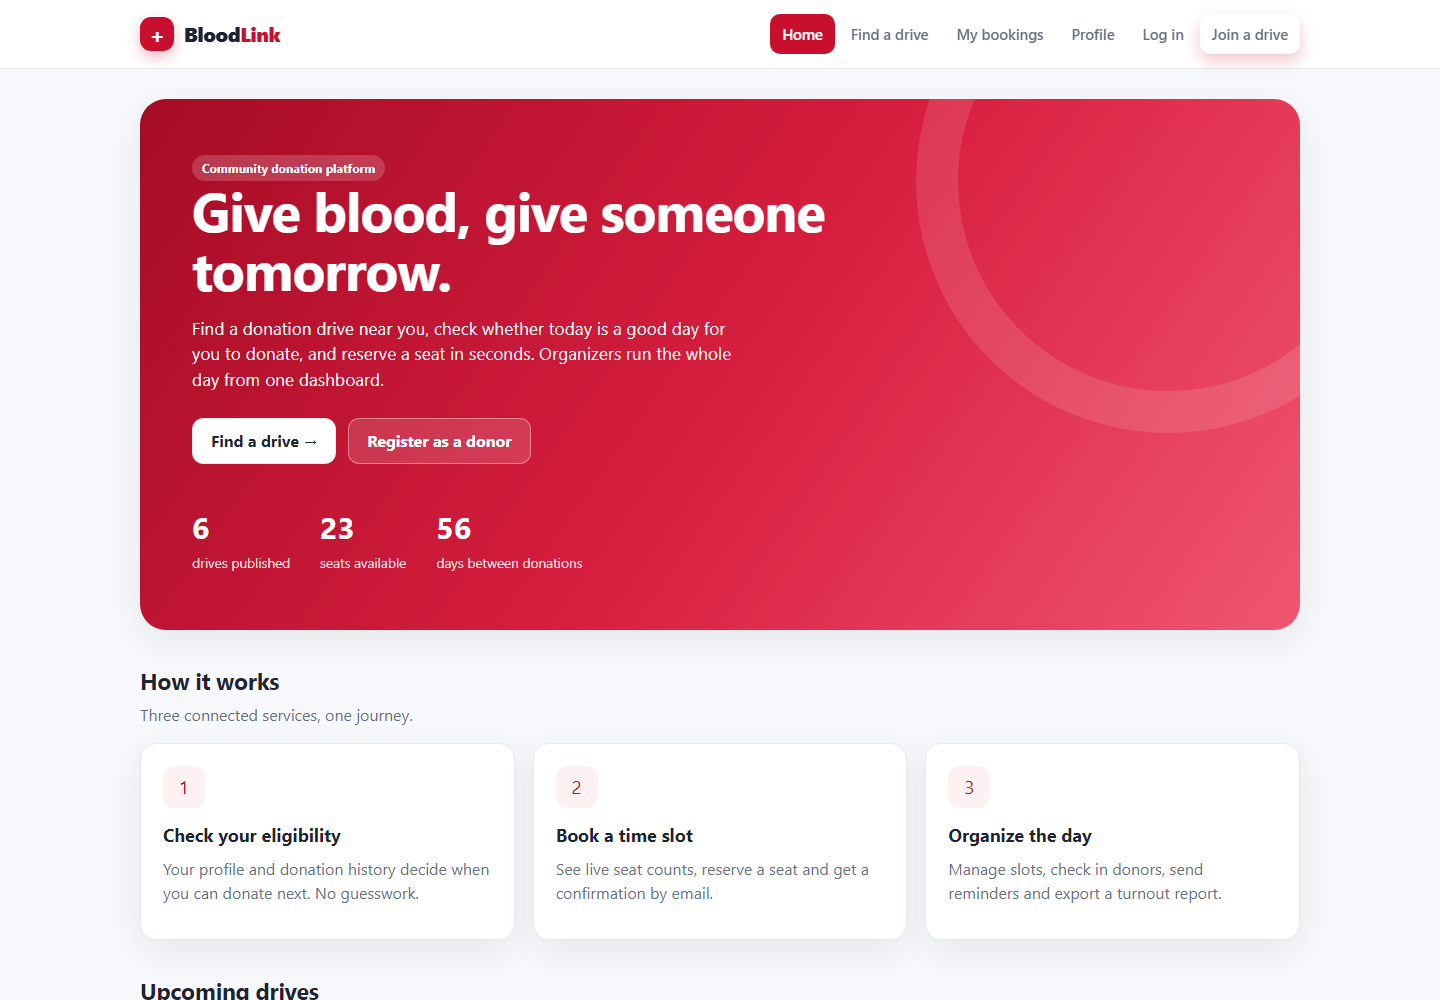 + BloodLink
Home Find a drive My bookings Profile Log in Join a drive
Community donation platform
Give blood, give someone
tomorrow.
Find a donation drive near you, check whether today is a good day for
you to donate, and reserve a seat in seconds. Organizers run the whole
day from one dashboard.
Find a drive → Register as a donor
6 23 56
drives published seats available days between donations
How it works
Three connected services, one journey.
1
Check your eligibility
Your profile and donation history decide when
you can donate next. No guesswork.
2
Book a time slot
See live seat counts, reserve a seat and get a
confirmation by email.
3
Organize the day
Manage slots, check in donors, send
reminders and export a turnout report.
Upcoming drives